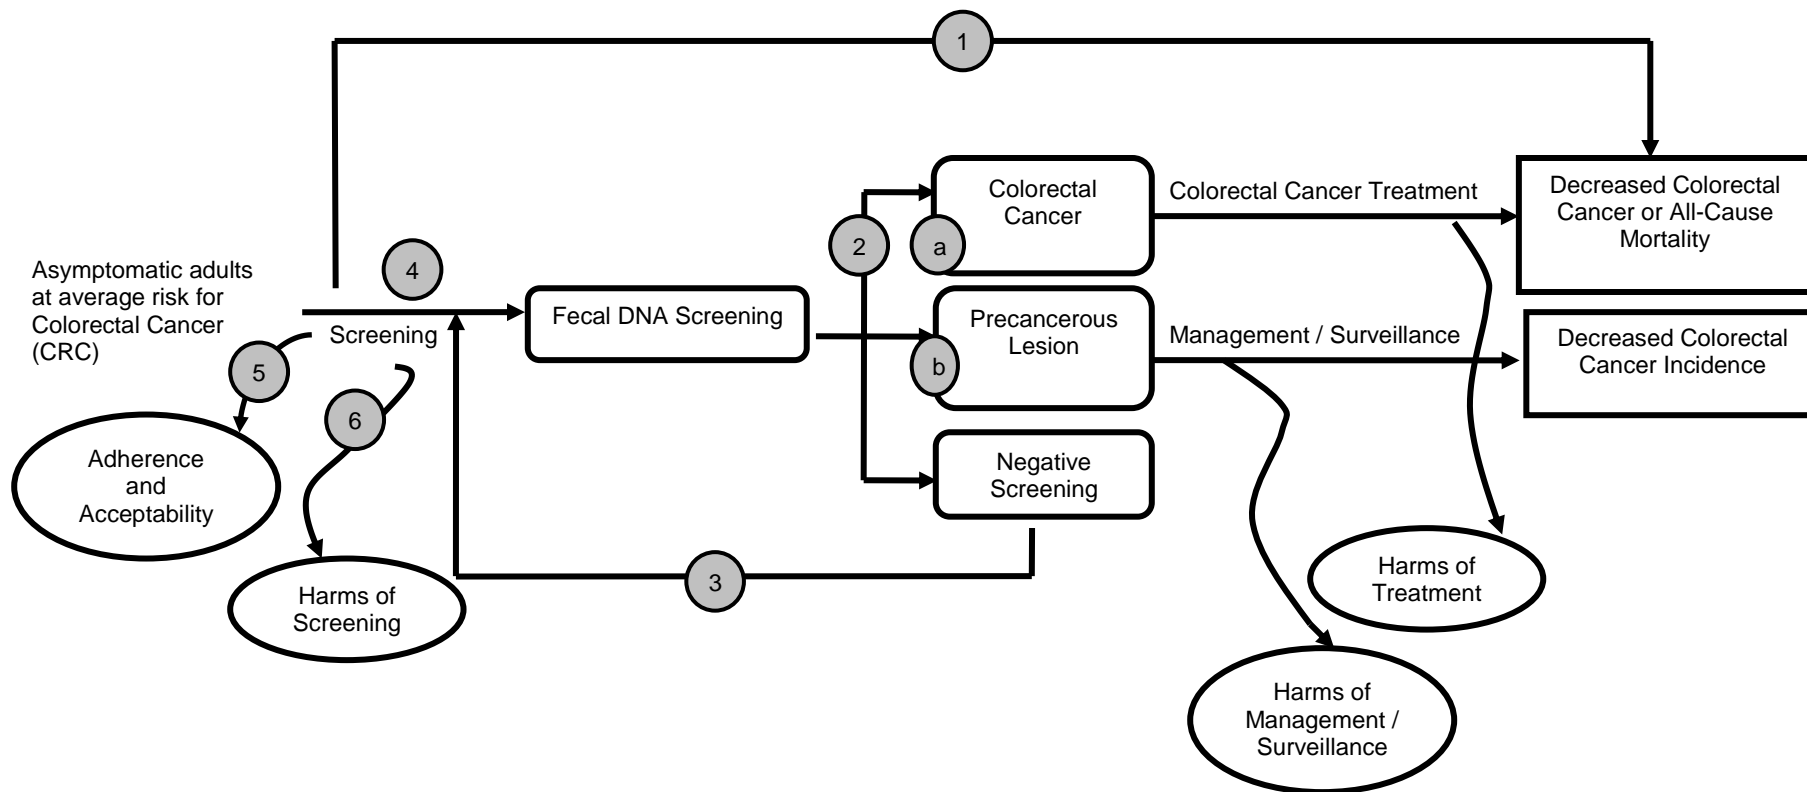 1
Colorectal
Cancer
Colorectal Cancer Treatment
Decreased Colorectal
Cancer or All-Cause
Mortality
2
a
4
Asymptomatic adults
at average risk for
Colorectal Cancer
(CRC)
Screening
Fecal DNA Screening
Precancerous
Lesion
Management / Surveillance
Decreased Colorectal
Cancer Incidence
b
5
6
Adherence
and
Acceptability
Negative
Screening
3
Harms of
Screening
Harms of
Treatment
Harms of
Management /
Surveillance